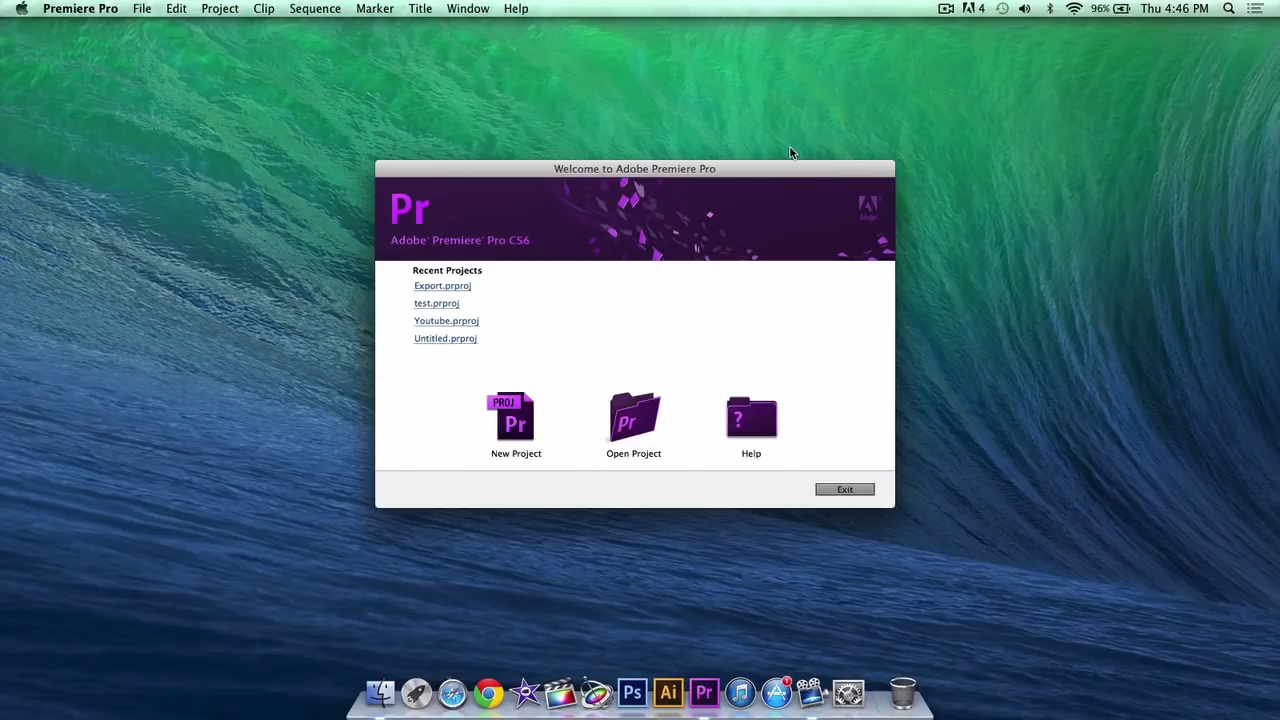 Premiere Pro File Edit Project Clip Sequence Marker Title Window Help 4 96% Thu 4:46 PM
Welcome to Adobe Premiere Pro
Pr
Adobe
Adobe® Premiere® Pro CS6
Recent Projects
Export.prproj
test.prproj
Youtube.prproj
Untitled.prproj
PROJ
Pr
Pr
?
New Project Open Project Help
Exit
Ps Ai Pr 1